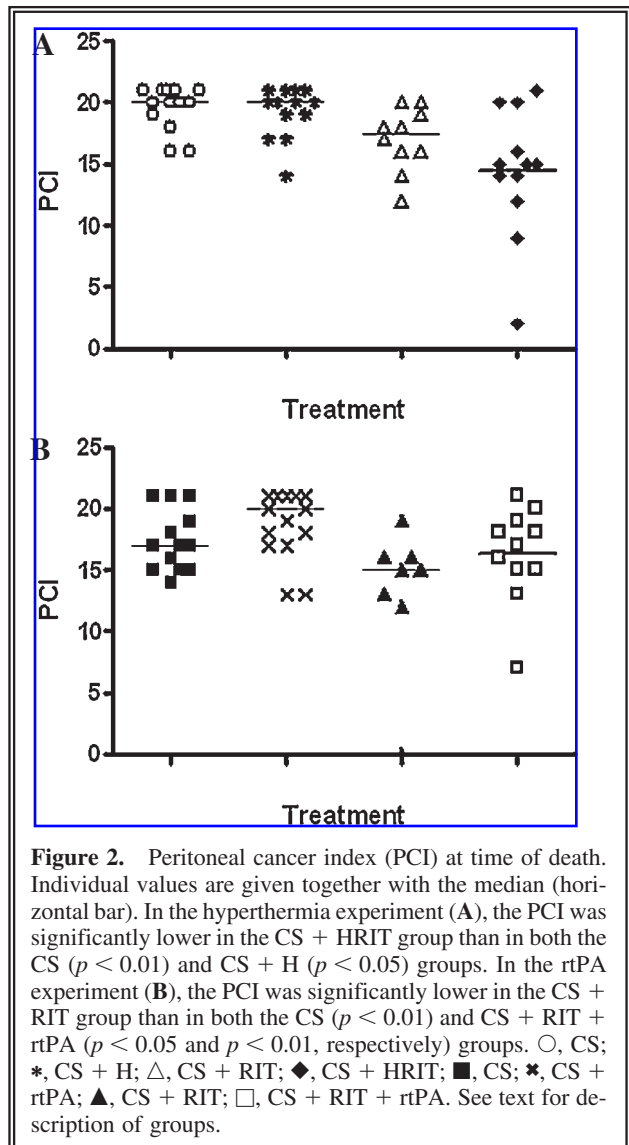 A
25
20
15
10
5
0
PCI
Treatment
B
25
20
15
10
5
0
PCI
Treatment
Figure 2. Peritoneal cancer index (PCI) at time of death.
Individual values are given together with the median (hori-
zontal bar). In the hyperthermia experiment (A), the PCI was
significantly lower in the CS + HRIT group than in both the
CS (p < 0.01) and CS + H (p < 0.05) groups. In the rtPA
experiment (B), the PCI was significantly lower in the CS +
RIT group than in both the CS (p < 0.01) and CS + RIT +
rtPA (p < 0.05 and p < 0.01, respectively) groups. ○, CS;
*, CS + H; △, CS + RIT; ◆, CS + HRIT; ■, CS; ✖, CS +
rtPA; ▲, CS + RIT; □, CS + RIT + rtPA. See text for de-
scription of groups.